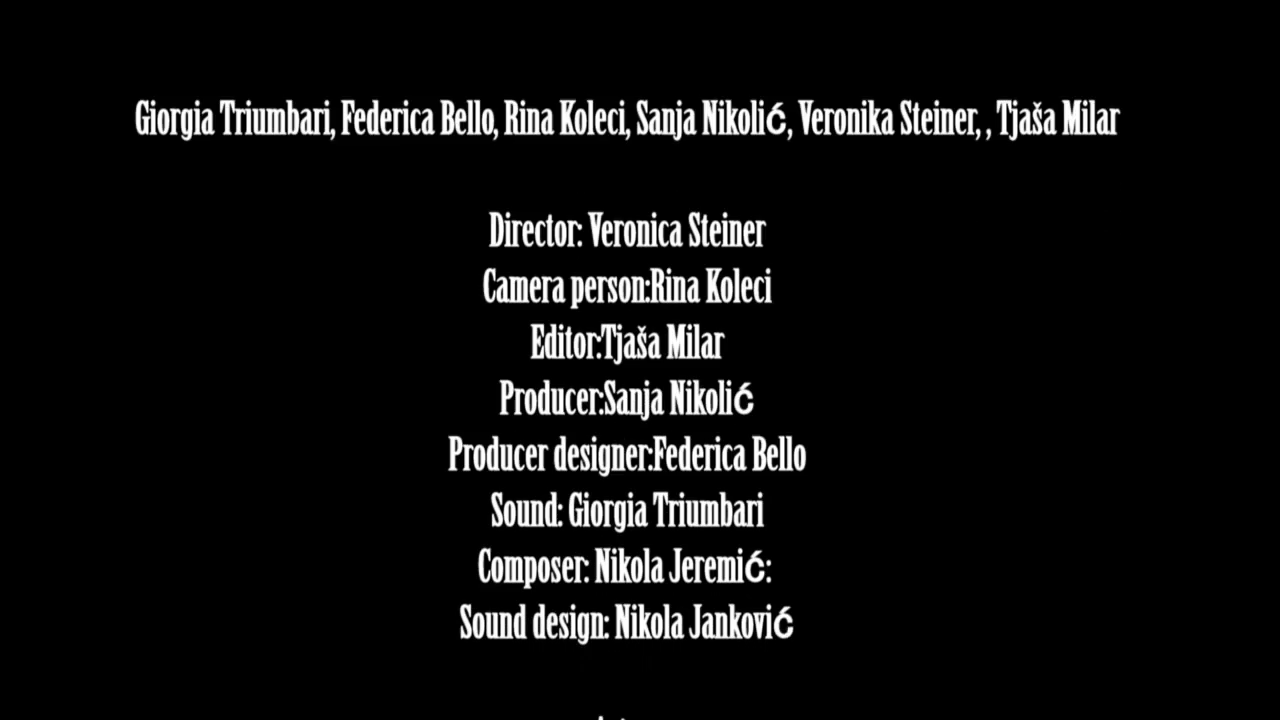 Giorgia Triumbari, Federica Bello, Rina Koleci, Sanja Nikolić, Veronika Steiner, , Tjaša Milar
Director: Veronica Steiner
Camera person:Rina Koleci
Editor:Tjaša Milar
Producer:Sanja Nikolić
Producer designer:Federica Bello
Sound: Giorgia Triumbari
Composer: Nikola Jeremić:
Sound design: Nikola Janković